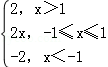 2, x>1
2x, -1≤x≤1
-2, x<-1